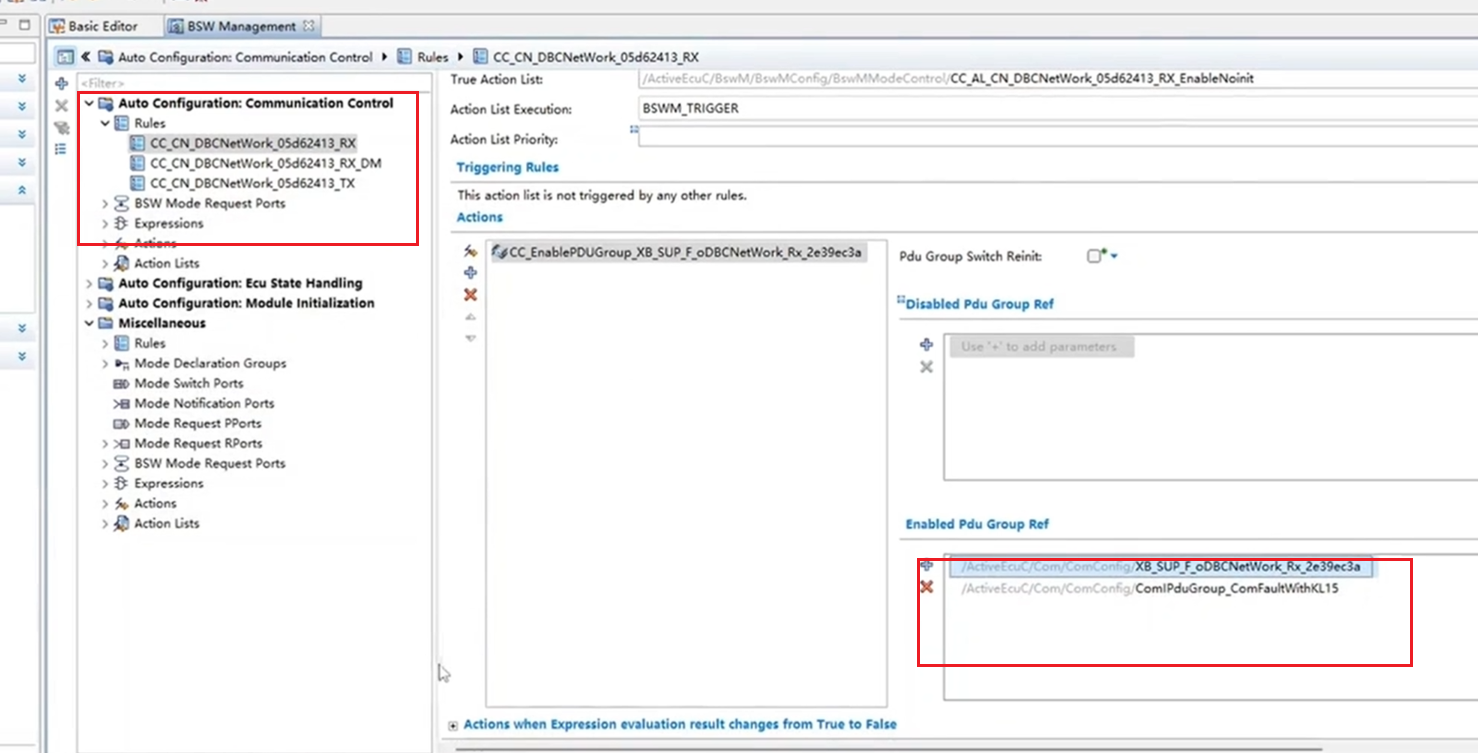 Basic Editor
BSW Management
Auto Configuration: Communication Control
Rules
CC_CN_DBCNetWork_05d62413_RX
<Filter>
Auto Configuration: Communication Control
Rules
CC_CN_DBCNetWork_05d62413_RX
CC_CN_DBCNetWork_05d62413_RX_DM
CC_CN_DBCNetWork_05d62413_TX
BSW Mode Request Ports
Expressions
Actions
Action Lists
Auto Configuration: Ecu State Handling
Auto Configuration: Module Initialization
Miscellaneous
Rules
Mode Declaration Groups
Mode Switch Ports
Mode Notification Ports
Mode Request PPorts
Mode Request RPorts
BSW Mode Request Ports
Expressions
Actions
Action Lists
True Action List: /ActiveEcuC/BswM/BswMConfig/BswMModeControl/CC_AL_CN_DBCNetWork_05d62413_RX_EnableNoinit
Action List Execution: BSWM_TRIGGER
Action List Priority:
Triggering Rules
This action list is not triggered by any other rules.
Actions
CC_EnablePDUGroup_XB_SUP_F_oDBCNetWork_Rx_2e39ec3a
Pdu Group Switch Reinit:
Disabled Pdu Group Ref
Use '+' to add parameters
Enabled Pdu Group Ref
/ActiveEcuC/Com/ComConfig/XB_SUP_F_oDBCNetWork_Rx_2e39ec3a
/ActiveEcuC/Com/ComConfig/ComIPduGroup_ComFaultWithKL15
Actions when Expression evaluation result changes from True to False